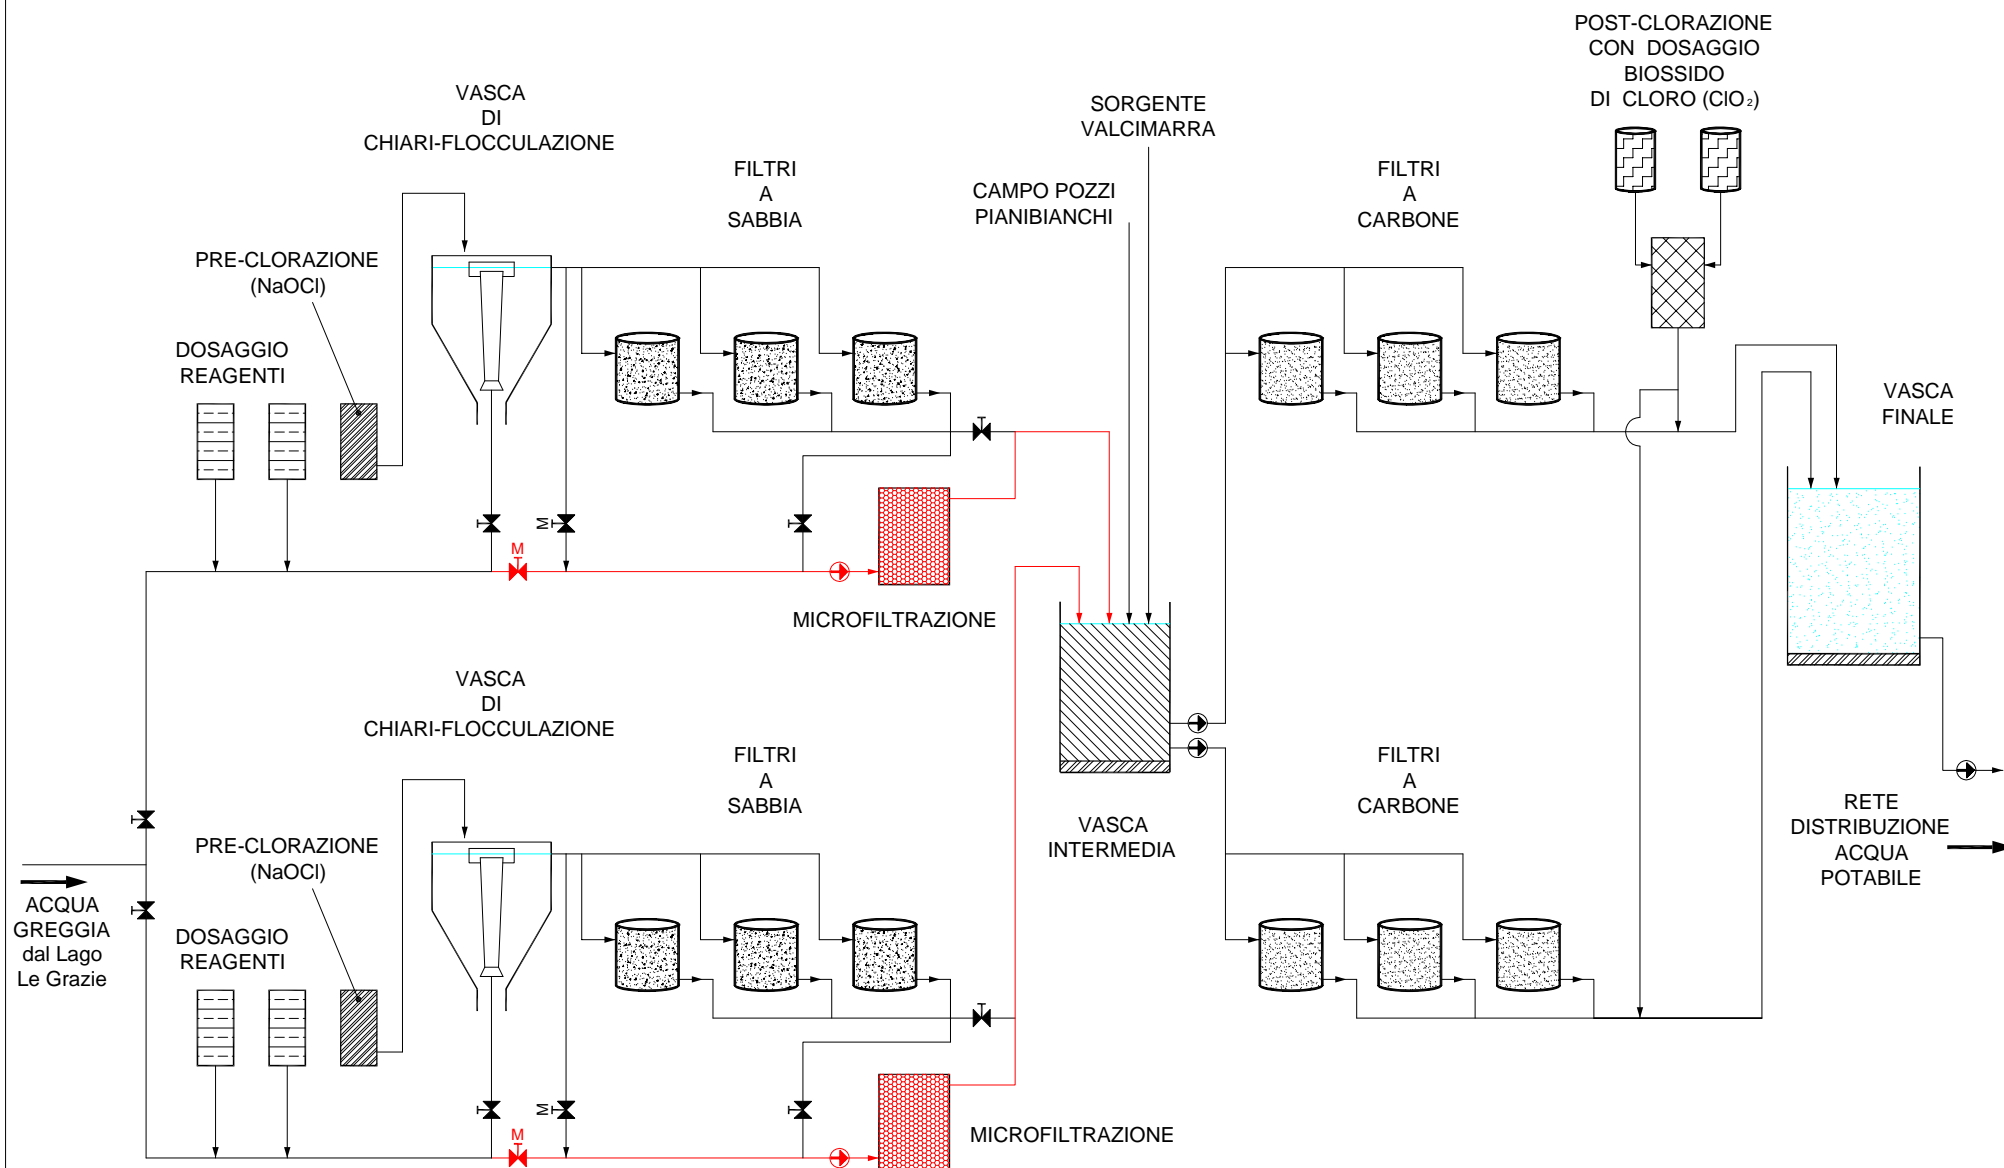 POST-CLORAZIONE
CON DOSAGGIO
BIOSSIDO
DI CLORO (ClO₂)
VASCA
DI
CHIARI-FLOCCULAZIONE
SORGENTE
VALCIMARRA
FILTRI
A
SABBIA
CAMPO POZZI
PIANIBIANCHI
FILTRI
A
CARBONE
PRE-CLORAZIONE
(NaOCl)
DOSAGGIO
REAGENTI
VASCA
FINALE
M
M
MICROFILTRAZIONE
VASCA
DI
CHIARI-FLOCCULAZIONE
FILTRI
A
SABBIA
FILTRI
A
CARBONE
VASCA
INTERMEDIA
RETE
DISTRIBUZIONE
ACQUA
POTABILE
PRE-CLORAZIONE
(NaOCl)
ACQUA
GREGGIA
dal Lago
Le Grazie
DOSAGGIO
REAGENTI
M
M
MICROFILTRAZIONE